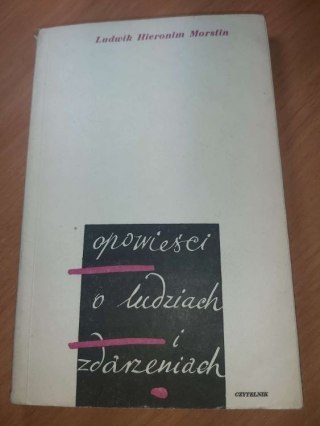 Ludwik Hieronim Morstin
opowieści
o ludziach
i
zdarzeniach
CZYTELNIK